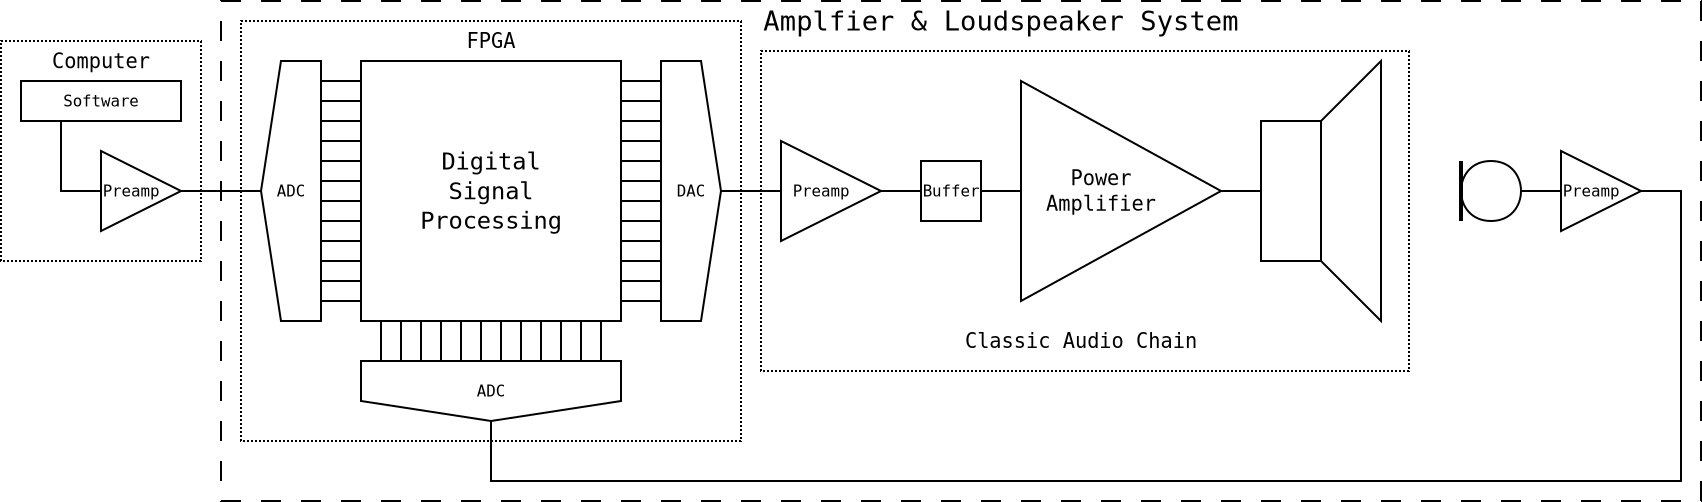 Amplfier & Loudspeaker System
Computer
Software
Preamp
FPGA
ADC
Digital
Signal
Processing
DAC
ADC
Preamp
Buffer
Power
Amplifier
Classic Audio Chain
Preamp